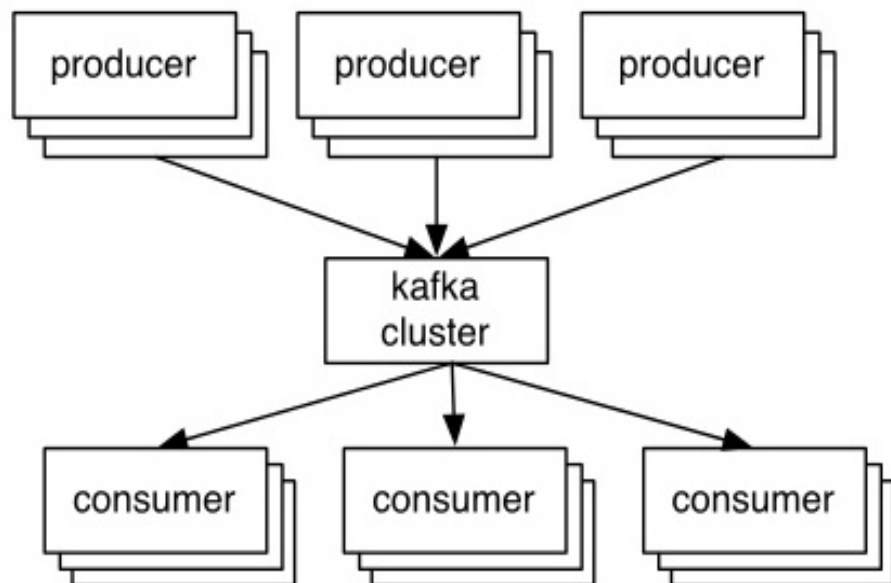 producer
producer
producer
kafka
cluster
consumer
consumer
consumer